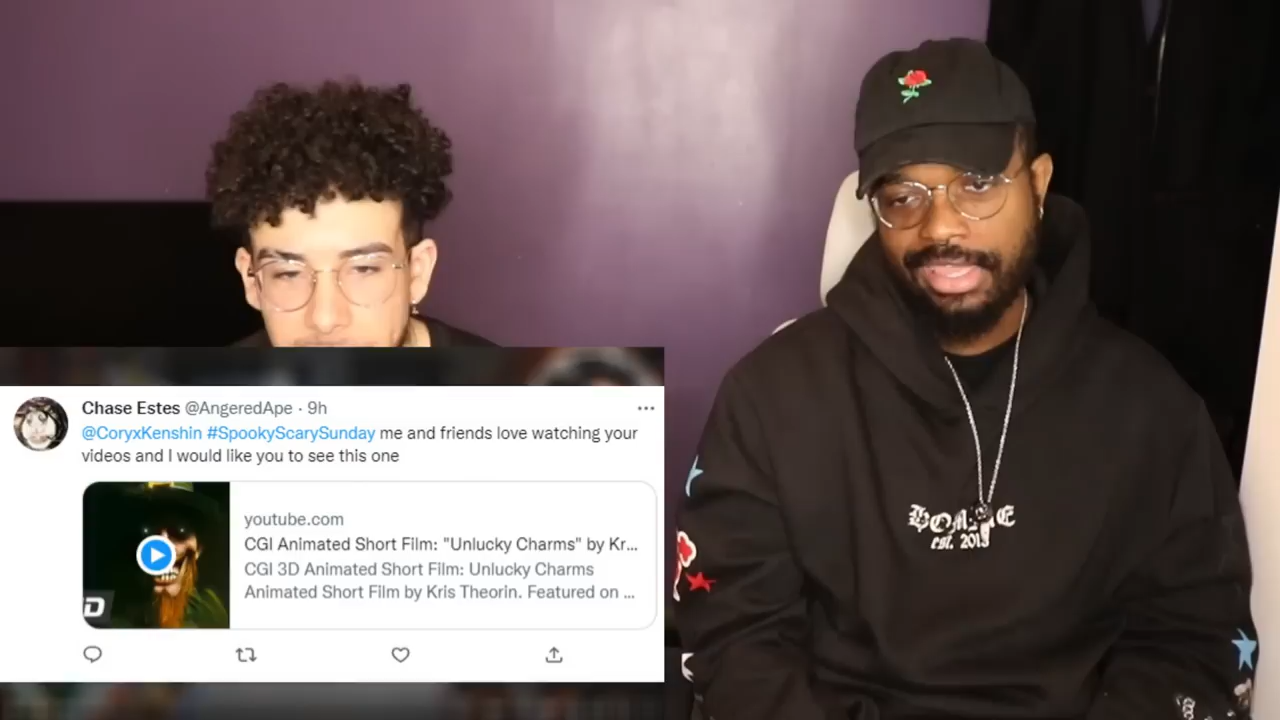 Chase Estes @AngeredApe · 9h
@CoryxKenshin #SpookyScarySunday me and friends love watching your
videos and I would like you to see this one
youtube.com
CGI Animated Short Film: "Unlucky Charms" by Kr...
CGI 3D Animated Short Film: Unlucky Charms
Animated Short Film by Kris Theorin. Featured on ...
D
EST. 2013